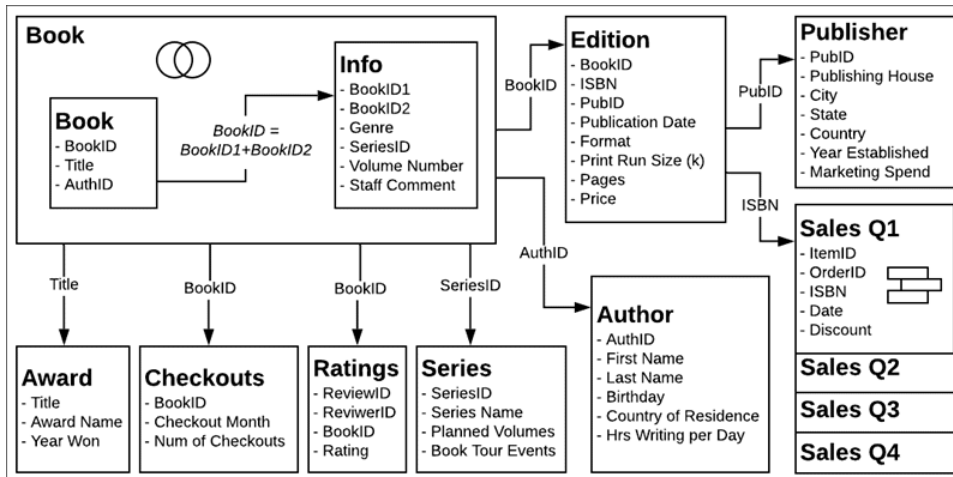 Book
Book
- BookID
- Title
- AuthID
BookID =
BookID1+BookID2
Info
- BookID1
- BookID2
- Genre
- SeriesID
- Volume Number
- Staff Comment
BookID
Edition
- BookID
- ISBN
- PubID
- Publication Date
- Format
- Print Run Size (k)
- Pages
- Price
PubID
Publisher
- PubID
- Publishing House
- City
- State
- Country
- Year Established
- Marketing Spend
ISBN
Sales Q1
- ItemID
- OrderID
- ISBN
- Date
- Discount
Sales Q2
Sales Q3
Sales Q4
Title
BookID
BookID
SeriesID
AuthID
Award
- Title
- Award Name
- Year Won
Checkouts
- BookID
- Checkout Month
- Num of Checkouts
Ratings
- ReviewID
- ReviwerID
- BookID
- Rating
Series
- SeriesID
- Series Name
- Planned Volumes
- Book Tour Events
Author
- AuthID
- First Name
- Last Name
- Birthday
- Country of Residence
- Hrs Writing per Day